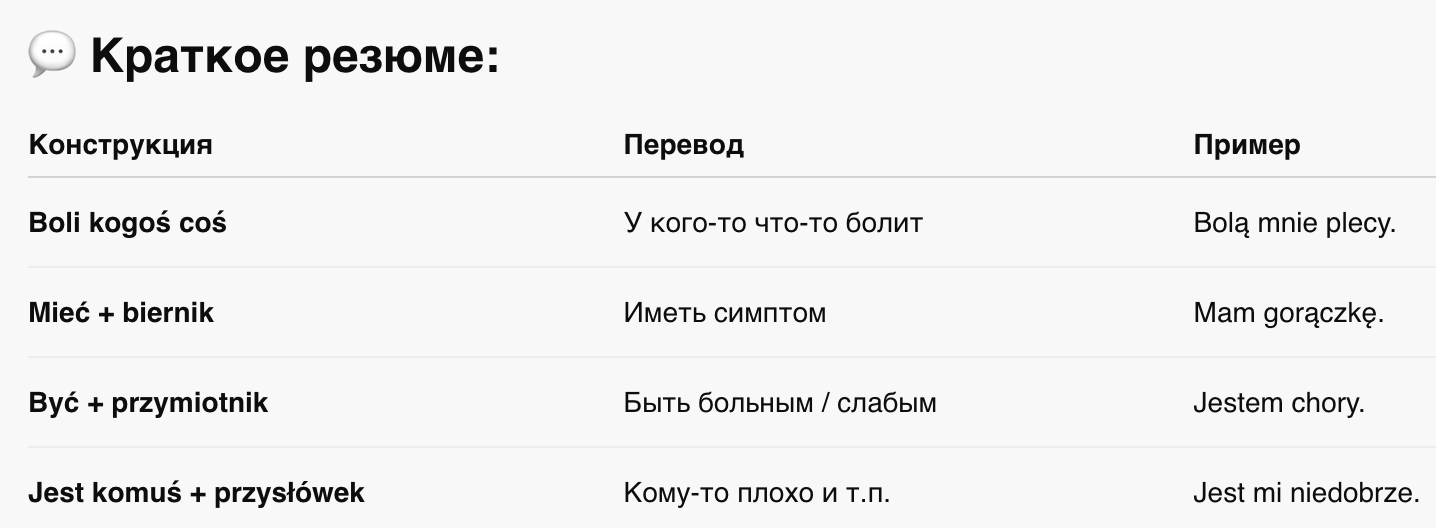 💬 Краткое резюме:
Конструкция Перевод Пример
Boli kogoś coś У кого-то что-то болит Bolą mnie plecy.
Mieć + biernik Иметь симптом Mam gorączkę.
Być + przymiotnik Быть больным / слабым Jestem chory.
Jest komuś + przysłówek Кому-то плохо и т.п. Jest mi niedobrze.